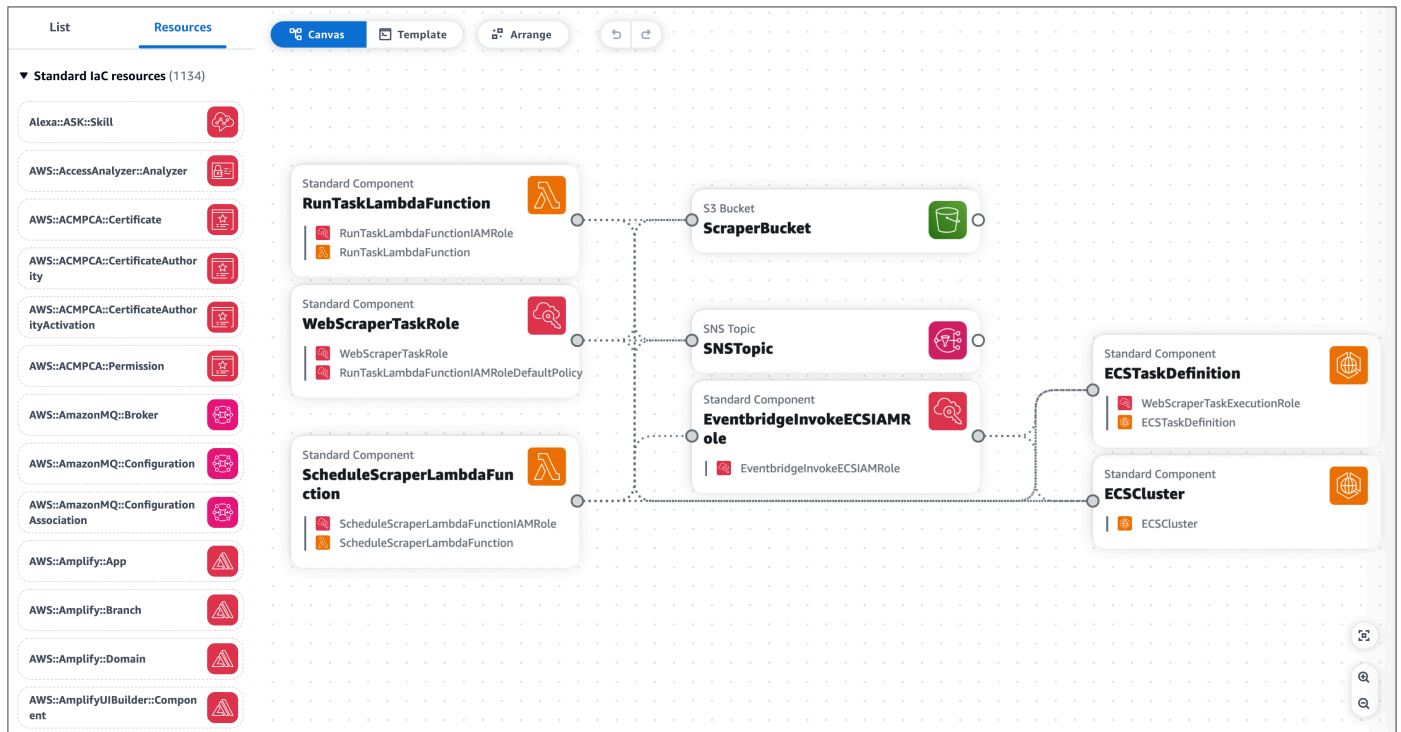 List
Resources
Canvas
Template
Arrange
Standard IaC resources (1134)
Alexa::ASK::Skill
AWS::AccessAnalyzer::Analyzer
AWS::ACMPCA::Certificate
AWS::ACMPCA::CertificateAuthor
ity
AWS::ACMPCA::CertificateAuthor
ityActivation
AWS::ACMPCA::Permission
AWS::AmazonMQ::Broker
AWS::AmazonMQ::Configuration
AWS::AmazonMQ::Configuration
Association
AWS::Amplify::App
AWS::Amplify::Branch
AWS::Amplify::Domain
AWS::AmplifyUIBuilder::Compon
ent
Standard Component
RunTaskLambdaFunction
RunTaskLambdaFunctionIAMRole
RunTaskLambdaFunction
Standard Component
WebScraperTaskRole
WebScraperTaskRole
RunTaskLambdaFunctionIAMRoleDefaultPolicy
Standard Component
ScheduleScraperLambdaFun
ction
ScheduleScraperLambdaFunctionIAMRole
ScheduleScraperLambdaFunction
S3 Bucket
ScraperBucket
SNS Topic
SNSTopic
Standard Component
EventbridgeInvokeECSIAMR
ole
EventbridgeInvokeECSIAMRole
Standard Component
ECSTaskDefinition
WebScraperTaskExecutionRole
ECSTaskDefinition
Standard Component
ECSCluster
ECSCluster